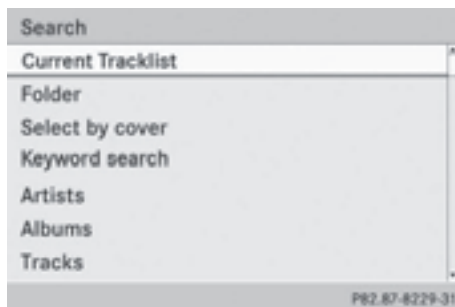 Search
Current Tracklist
Folder
Select by cover
Keyword search
Artists
Albums
Tracks
P82.87-8229-31